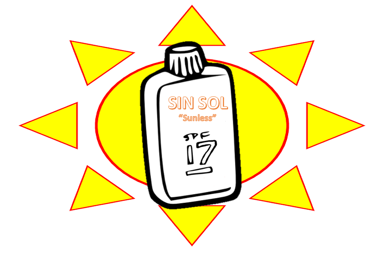 SIN SOL
"Sunless"
SPF
17